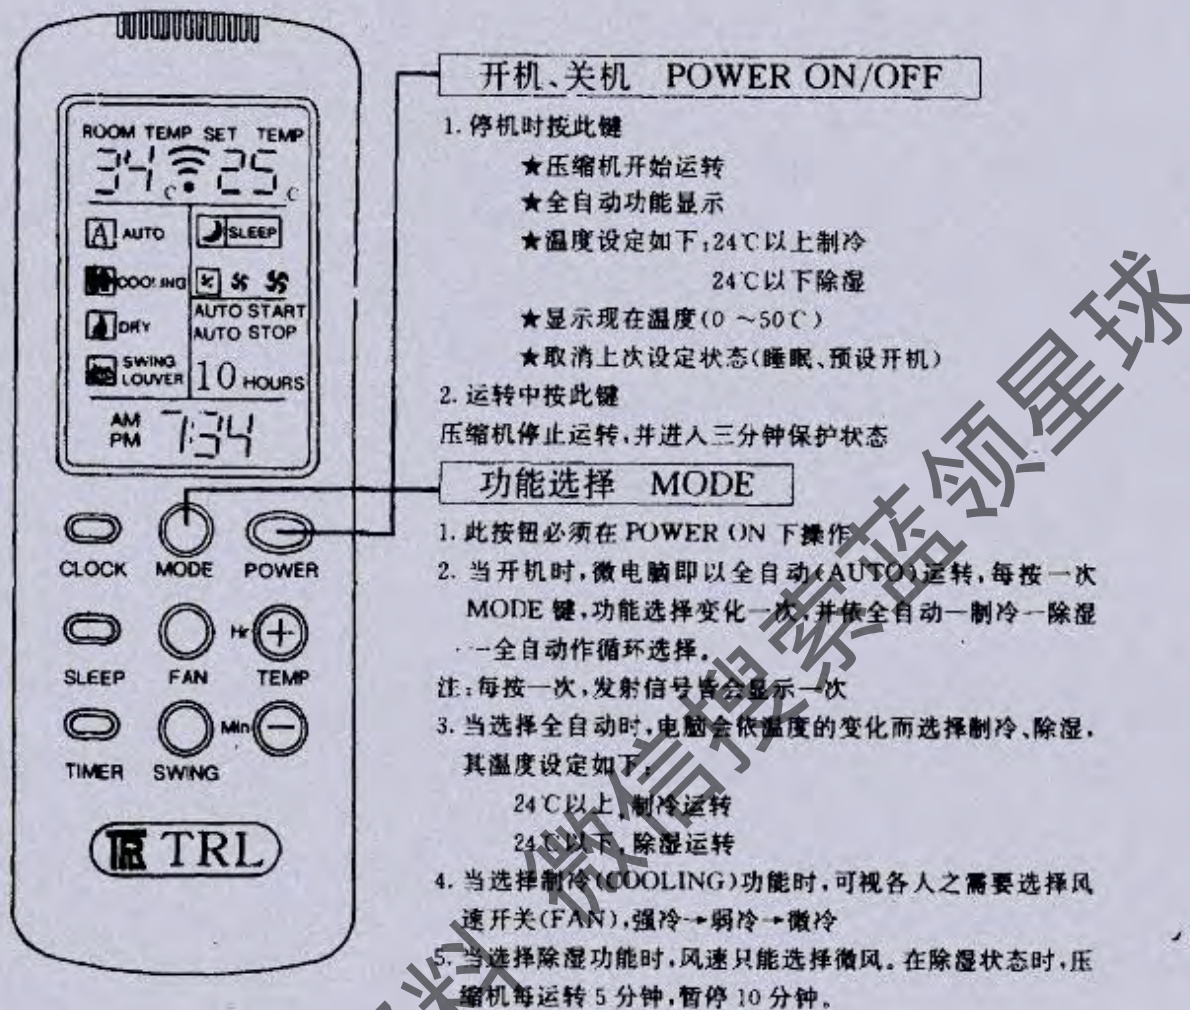 ROOM TEMP SET TEMP
34℃ 25℃
A AUTO
SLEEP
COOLING
DRY
AUTO START
AUTO STOP
SWING
LOUVER
10 HOURS
AM
PM
7:34
CLOCK MODE POWER
Hr
SLEEP FAN TEMP
Min
TIMER SWING
TRL
开机、关机 POWER ON/OFF
1. 停机时按此键
★压缩机开始运转
★全自动功能显示
★温度设定如下:24℃以上制冷
24℃以下除湿
★显示现在温度(0 ~50℃)
★取消上次设定状态(睡眠、预设开机)
2. 运转中按此键
压缩机停止运转,并进入三分钟保护状态
功能选择 MODE
1. 此按钮必须在 POWER ON 下操作
2. 当开机时,微电脑即以全自动(AUTO)运转,每按一次
MODE 键,功能选择变化一次,并依全自动一制冷一除湿
一全自动作循环选择。
注:每按一次,发射信号皆会显示一次
3. 当选择全自动时,电脑会依温度的变化而选择制冷、除湿,
其温度设定如下:
24℃以上,制冷运转
24℃以下,除湿运转
4. 当选择制冷(COOLING)功能时,可视各人之需要选择风
速开关(FAN),强冷→弱冷→微冷
5. 当选择除湿功能时,风速只能选择微风。在除湿状态时,压
缩机每运转 5 分钟,暂停 10 分钟。
料 微信搜索蓝领星球